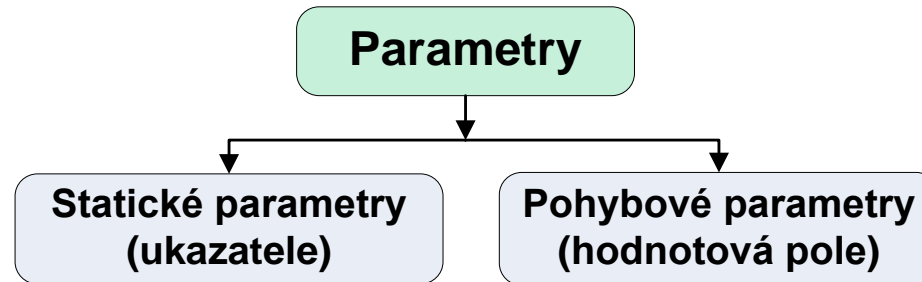 Parametry
Statické parametry
(ukazatele)
Pohybové parametry
(hodnotová pole)